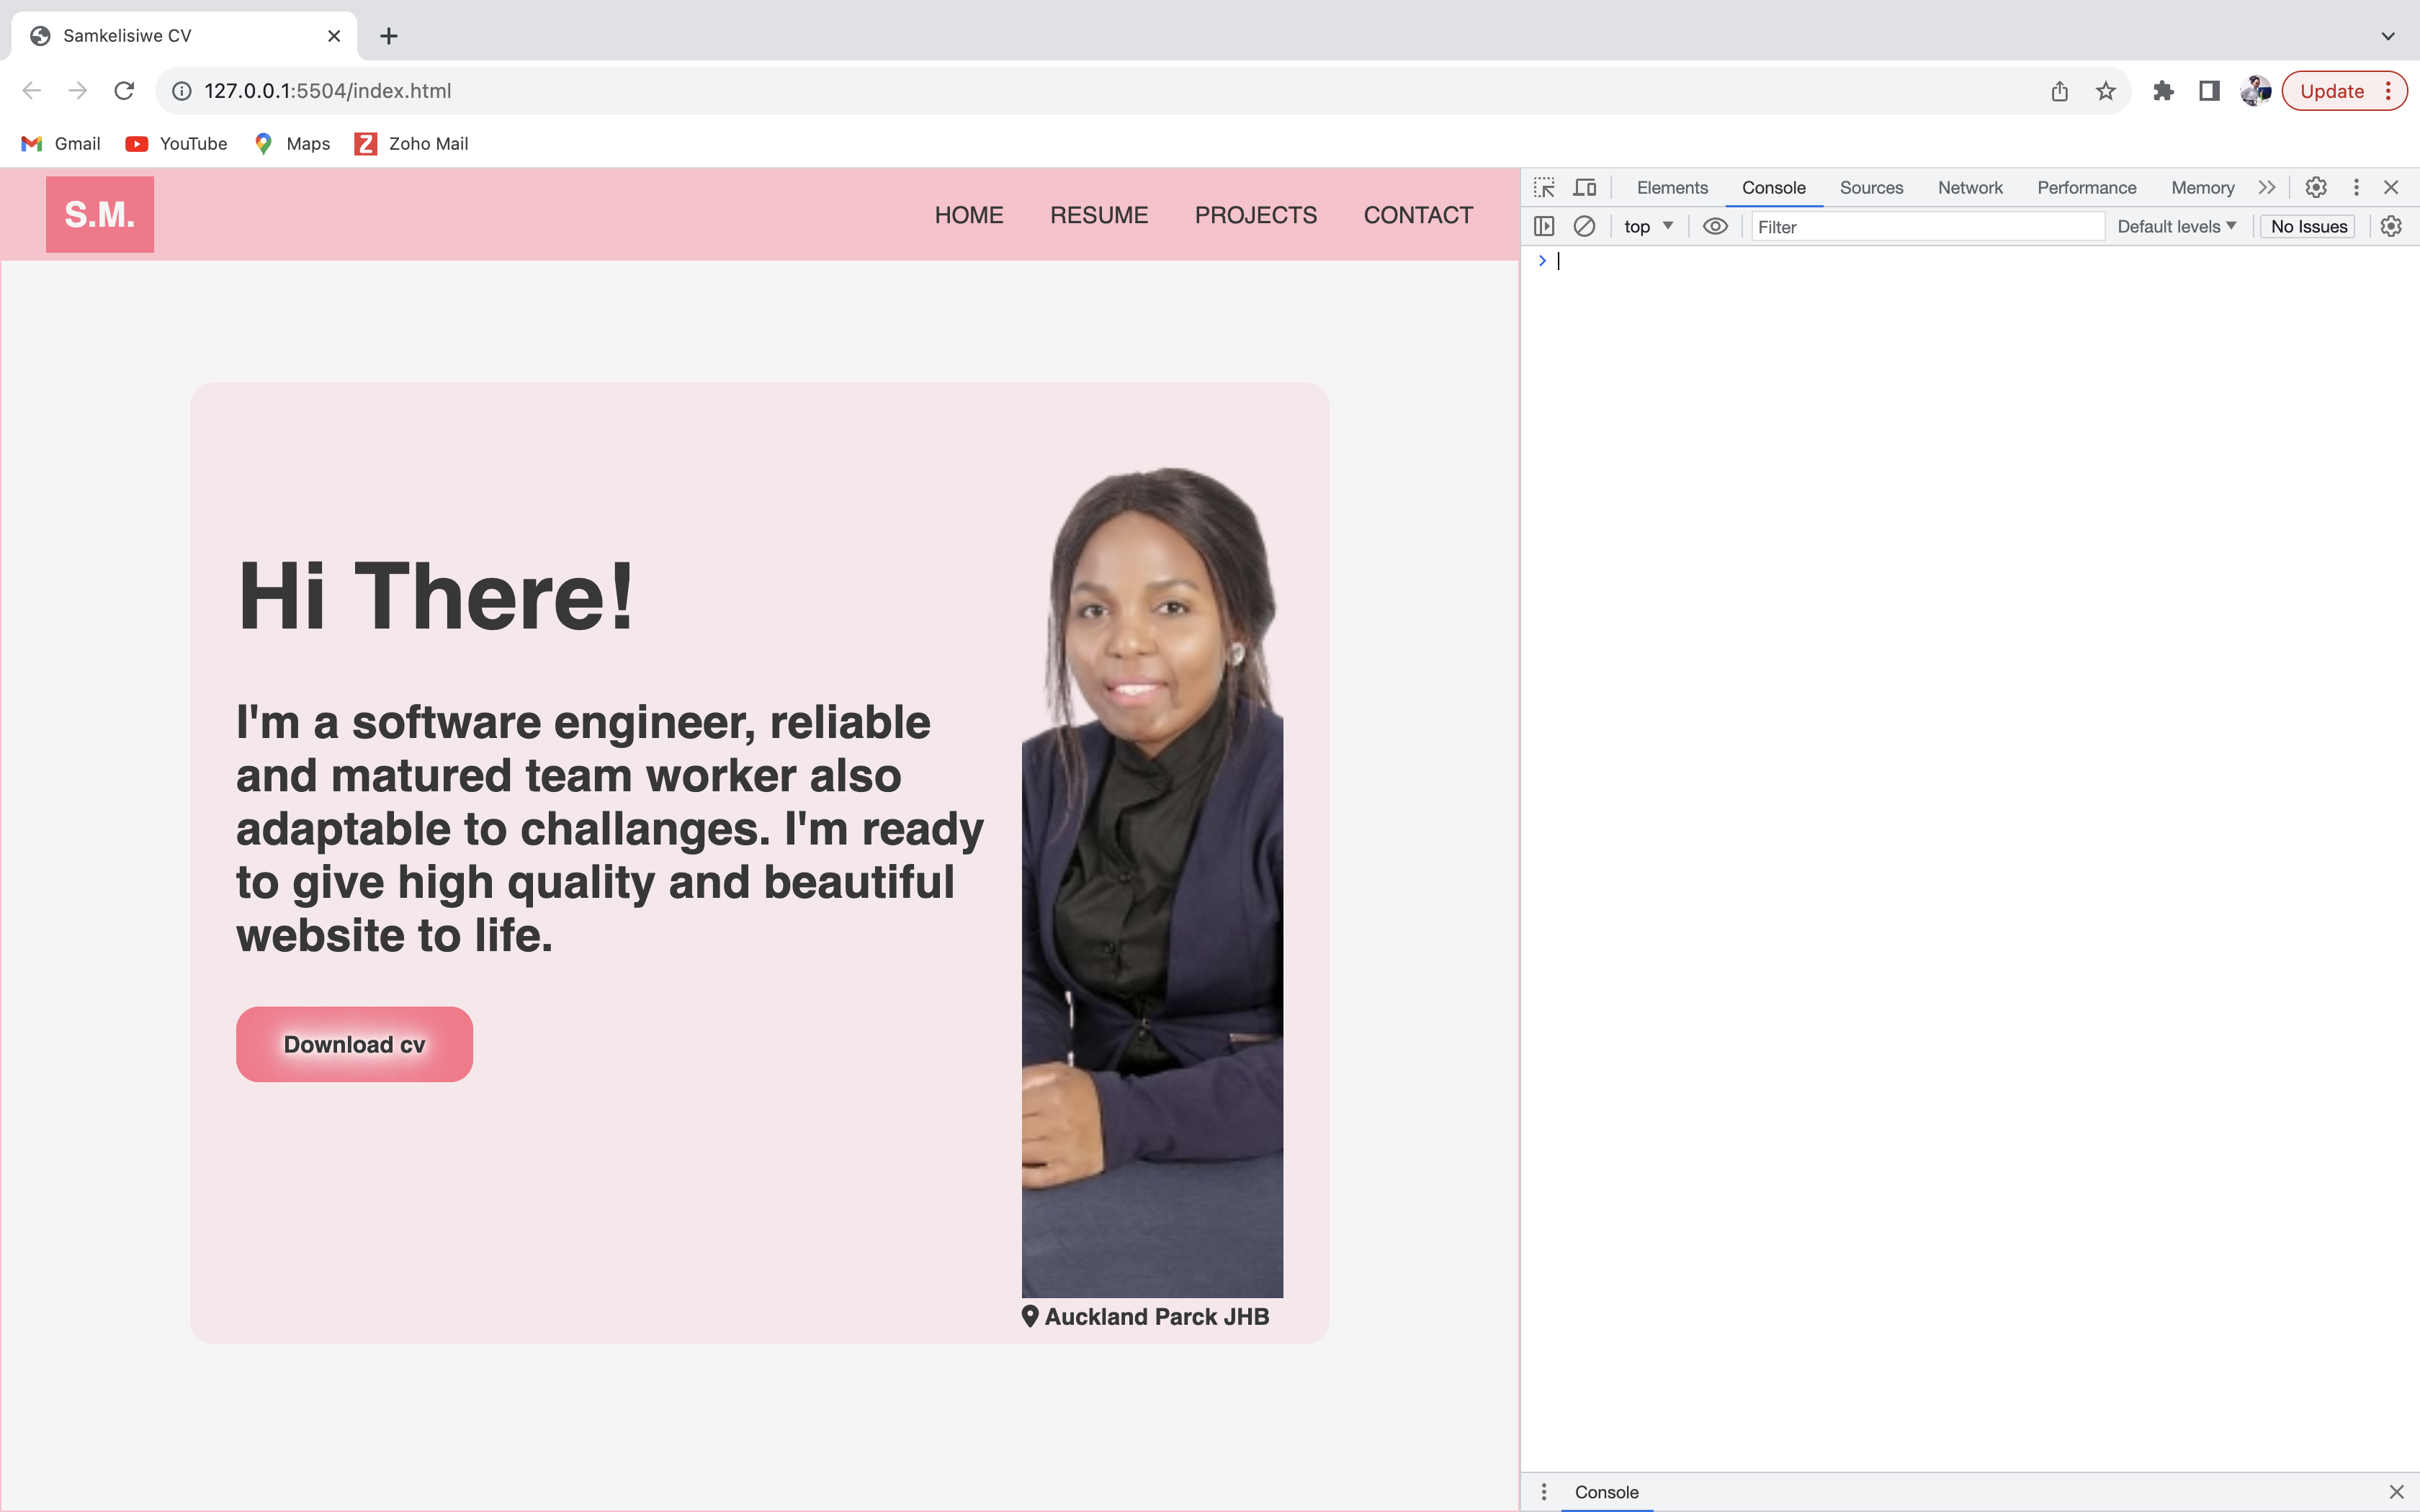 Samkelisiwe CV
127.0.0.1:5504/index.html
Update
Gmail
YouTube
Maps
Zoho Mail
S.M.
HOME
RESUME
PROJECTS
CONTACT
Hi There!
I'm a software engineer, reliable
and matured team worker also
adaptable to challanges. I'm ready
to give high quality and beautiful
website to life.
Download cv
Auckland Parck JHB
Elements
Console
Sources
Network
Performance
Memory
top
Filter
Default levels
No Issues
Console